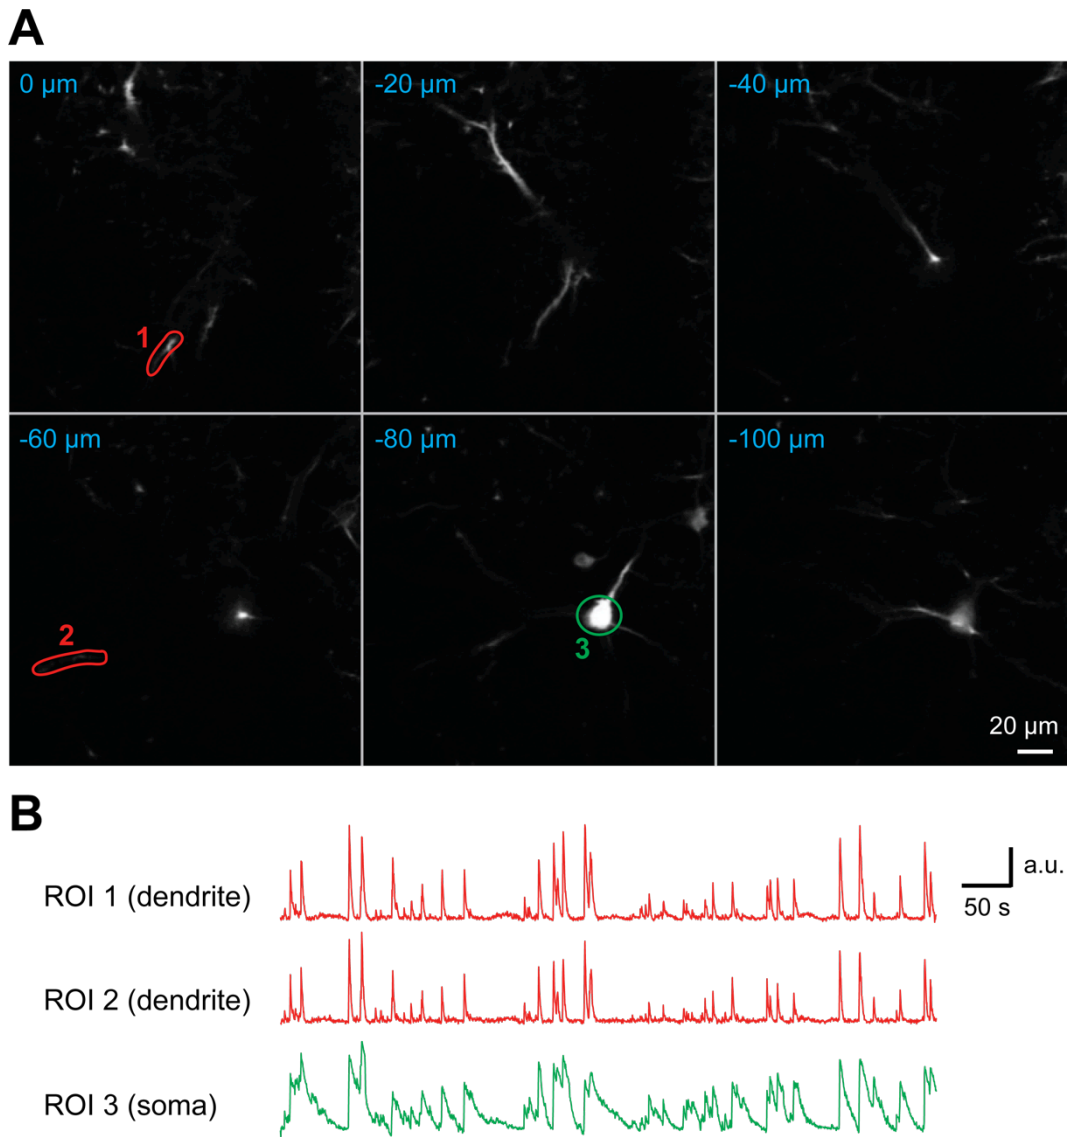 A
0 µm
-20 µm
-40 µm
1
-60 µm
-80 µm
-100 µm
2
3
20 µm
B
ROI 1 (dendrite)
a.u.
50 s
ROI 2 (dendrite)
ROI 3 (soma)